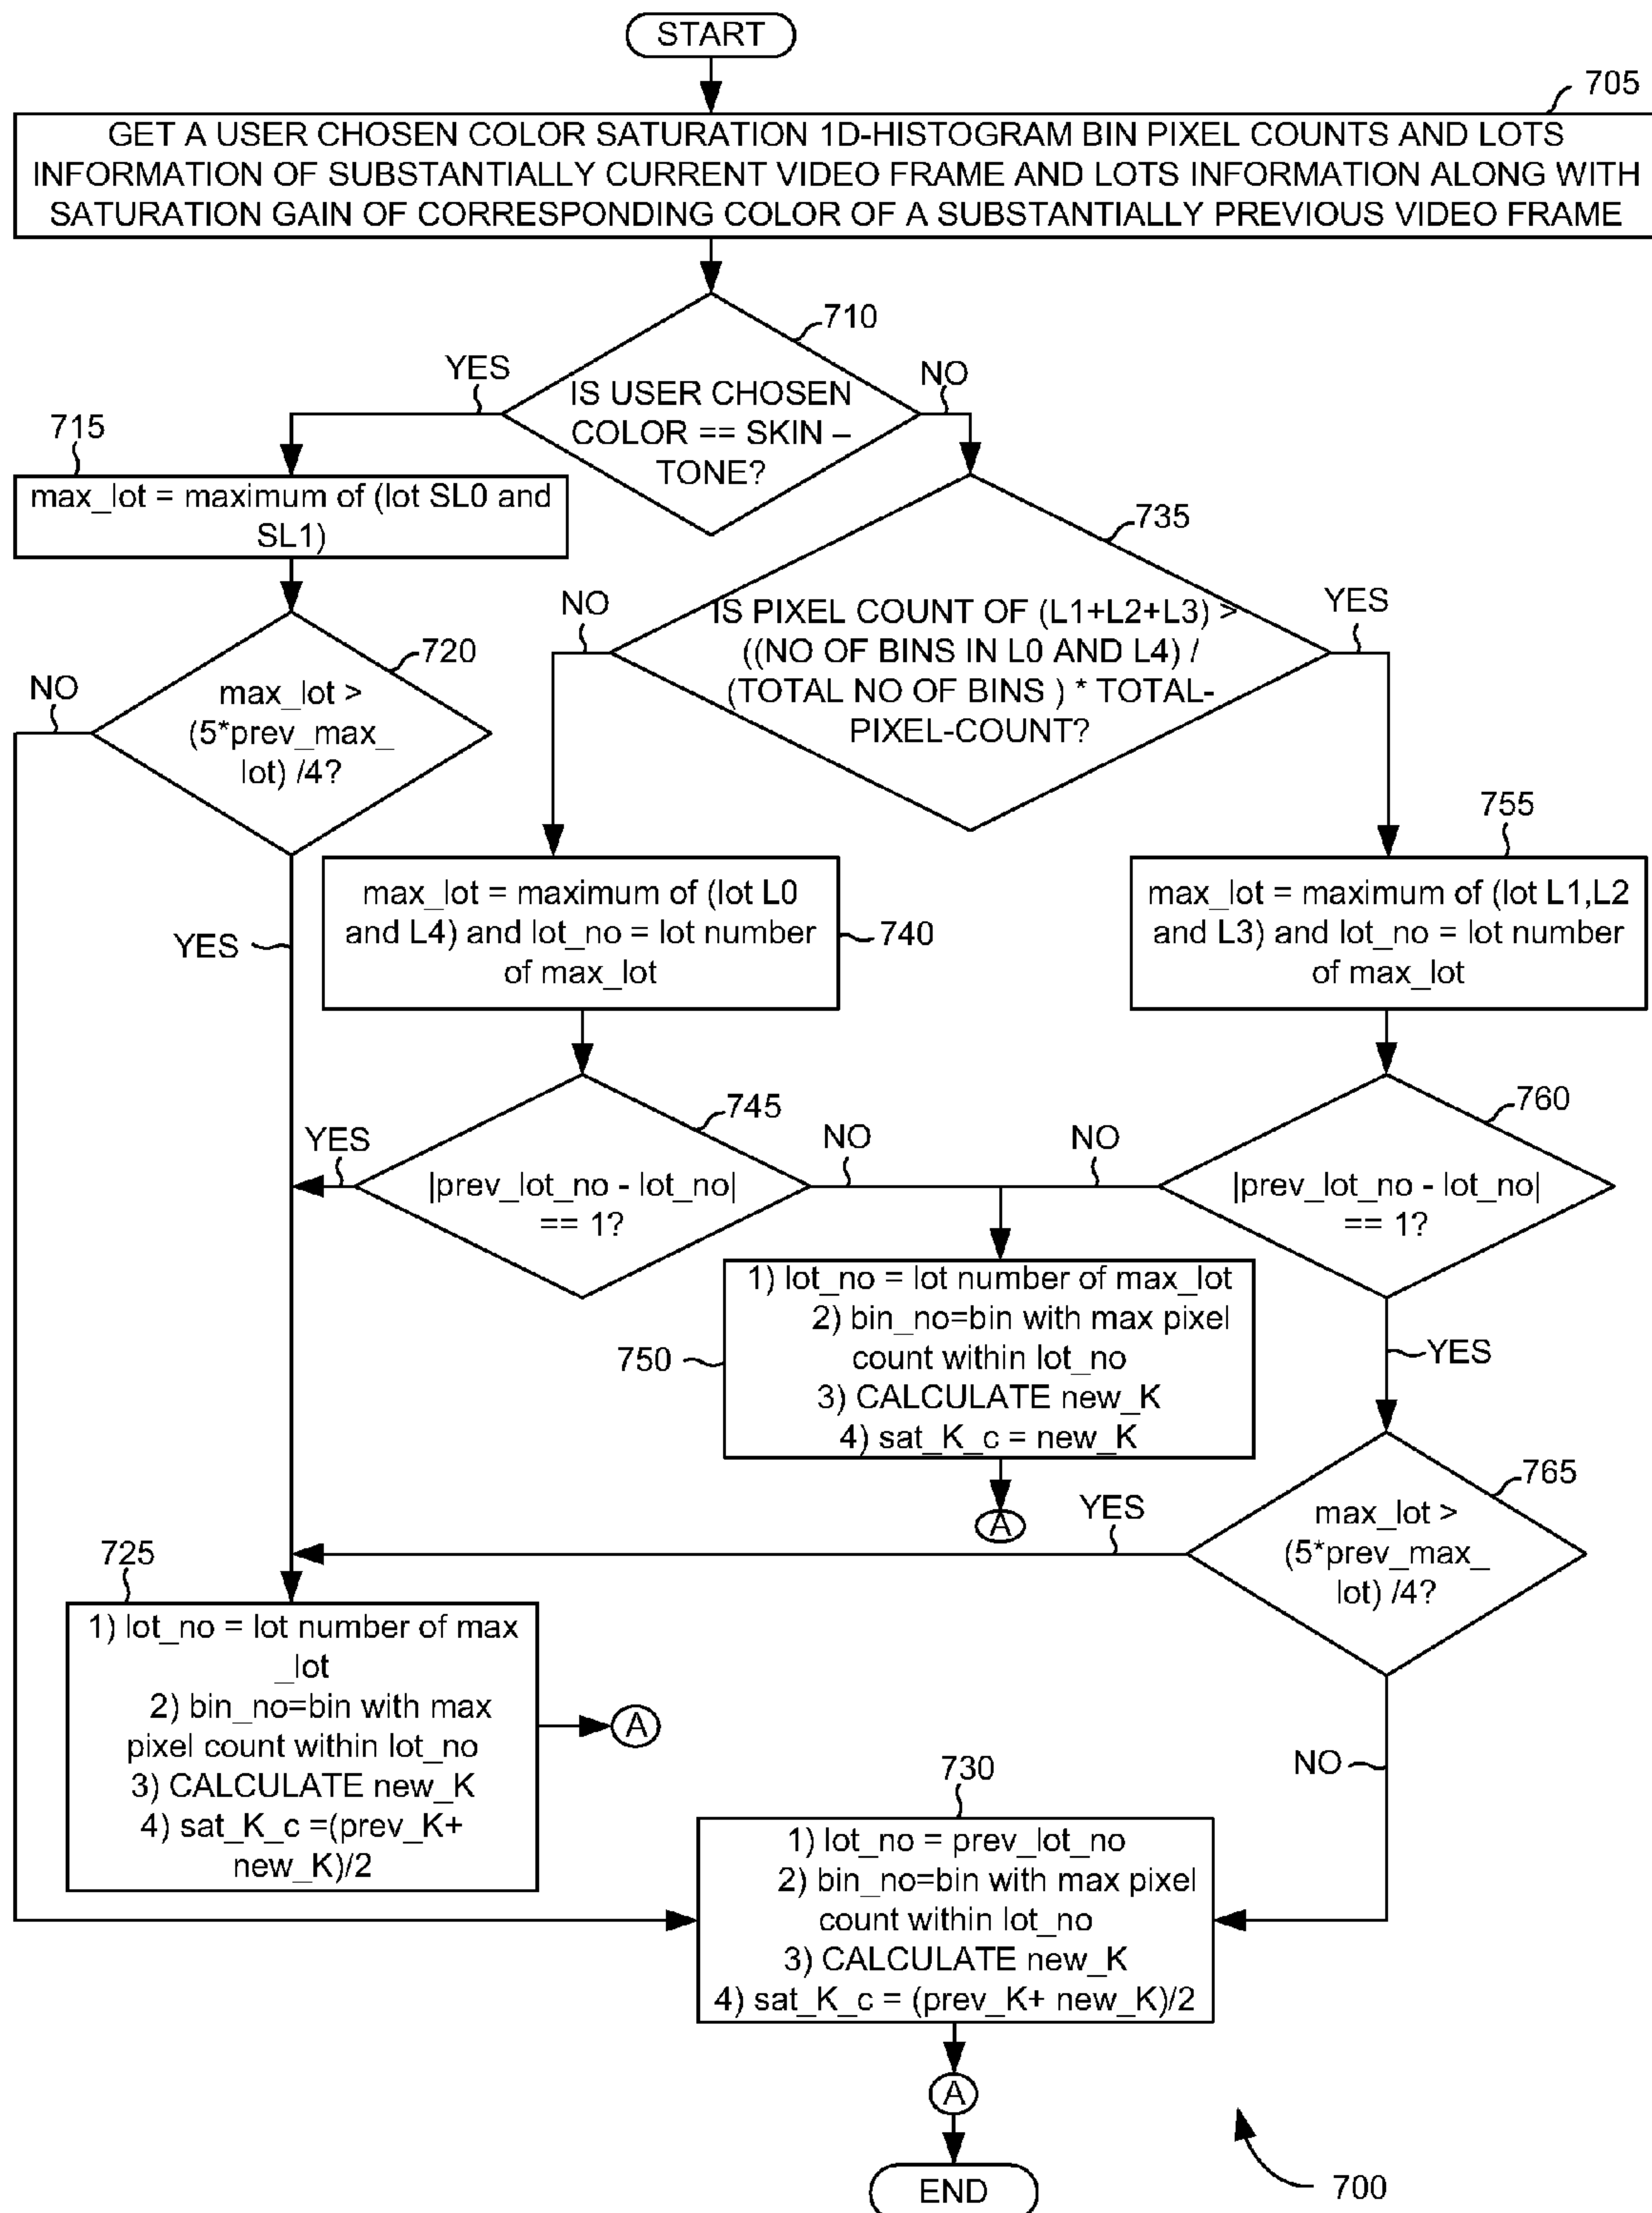 START
705
GET A USER CHOSEN COLOR SATURATION 1D-HISTOGRAM BIN PIXEL COUNTS AND LOTS
INFORMATION OF SUBSTANTIALLY CURRENT VIDEO FRAME AND LOTS INFORMATION ALONG WITH
SATURATION GAIN OF CORRESPONDING COLOR OF A SUBSTANTIALLY PREVIOUS VIDEO FRAME
710
YES
NO
IS USER CHOSEN
COLOR == SKIN –
TONE?
715
max_lot = maximum of (lot SL0 and
SL1)
735
NO
YES
IS PIXEL COUNT OF (L1+L2+L3) >
((NO OF BINS IN L0 AND L4) /
(TOTAL NO OF BINS ) * TOTAL-
PIXEL-COUNT?
720
NO
max_lot >
(5*prev_max_
lot) /4?
YES
740
max_lot = maximum of (lot L0
and L4) and lot_no = lot number
of max_lot
755
max_lot = maximum of (lot L1,L2
and L3) and lot_no = lot number
of max_lot
745
YES
NO
|prev_lot_no - lot_no|
== 1?
760
NO
|prev_lot_no - lot_no|
== 1?
YES
750
1) lot_no = lot number of max_lot
2) bin_no=bin with max pixel
count within lot_no
3) CALCULATE new_K
4) sat_K_c = new_K
A
765
YES
max_lot >
(5*prev_max_
lot) /4?
NO
725
1) lot_no = lot number of max
_lot
2) bin_no=bin with max
pixel count within lot_no
3) CALCULATE new_K
4) sat_K_c =(prev_K+
new_K)/2
A
730
1) lot_no = prev_lot_no
2) bin_no=bin with max pixel
count within lot_no
3) CALCULATE new_K
4) sat_K_c = (prev_K+ new_K)/2
A
END
700